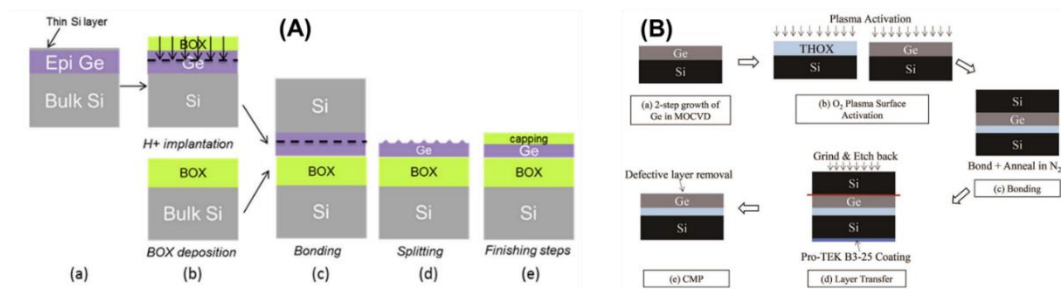 (A)
Thin Si layer
Epi Ge
Bulk Si
(a)
BOX
Ge
Si
H+ implantation
BOX
Bulk Si
BOX deposition
(b)
Si
BOX
Si
Bonding
(c)
Ge
BOX
Si
Splitting
(d)
capping
Ge
BOX
Si
Finishing steps
(e)
(B)
Ge
Si
(a) 2-step growth of
Ge in MOCVD
Plasma Activation
THOX
Si
Ge
Si
(b) O₂ Plasma Surface
Activation
Si
Ge
Si
Bond + Anneal in N₂
(c) Bonding
Grind & Etch back
Si
Ge
Si
Pro-TEK B3-25 Coating
(d) Layer Transfer
Defective layer removal
Ge
Si
(e) CMP